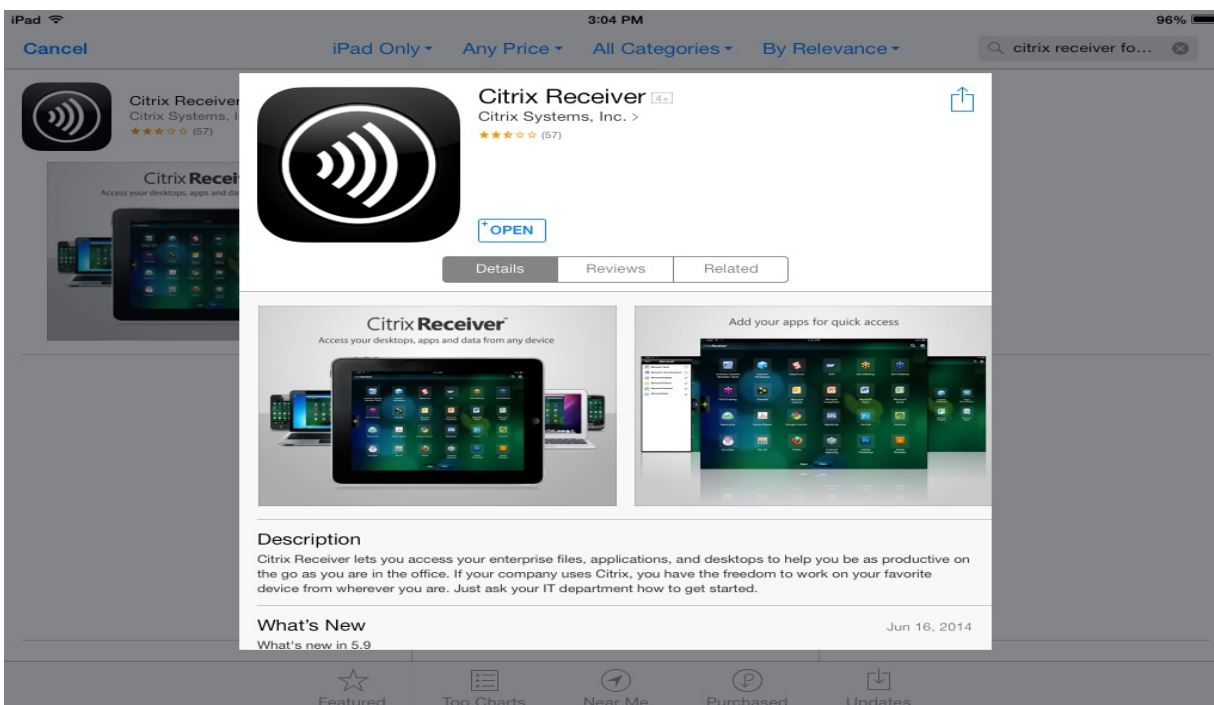 iPad 3:04 PM 96%
Cancel iPad Only Any Price All Categories By Relevance citrix receiver fo...
Citrix Receiver
Citrix Systems, I
(57)
Citrix Recei
Access your desktops, apps and da
Citrix Receiver 4+
Citrix Systems, Inc. >
(57)
+OPEN
Details Reviews Related
Citrix Receiver
Access your desktops, apps and data from any device
Add your apps for quick access
Description
Citrix Receiver lets you access your enterprise files, applications, and desktops to help you be as productive on
the go as you are in the office. If your company uses Citrix, you have the freedom to work on your favorite
device from wherever you are. Just ask your IT department how to get started.
What's New Jun 16, 2014
What's new in 5.9
Featured Top Charts Near Me Purchased Updates